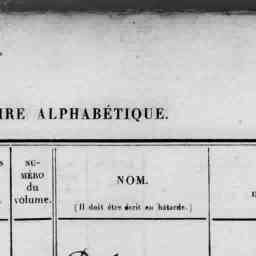 IRE ALPHABÉTIQUE.
NU-
MÉRO
du
volume.
NOM.
(Il doit être écrit en bâtarde.)